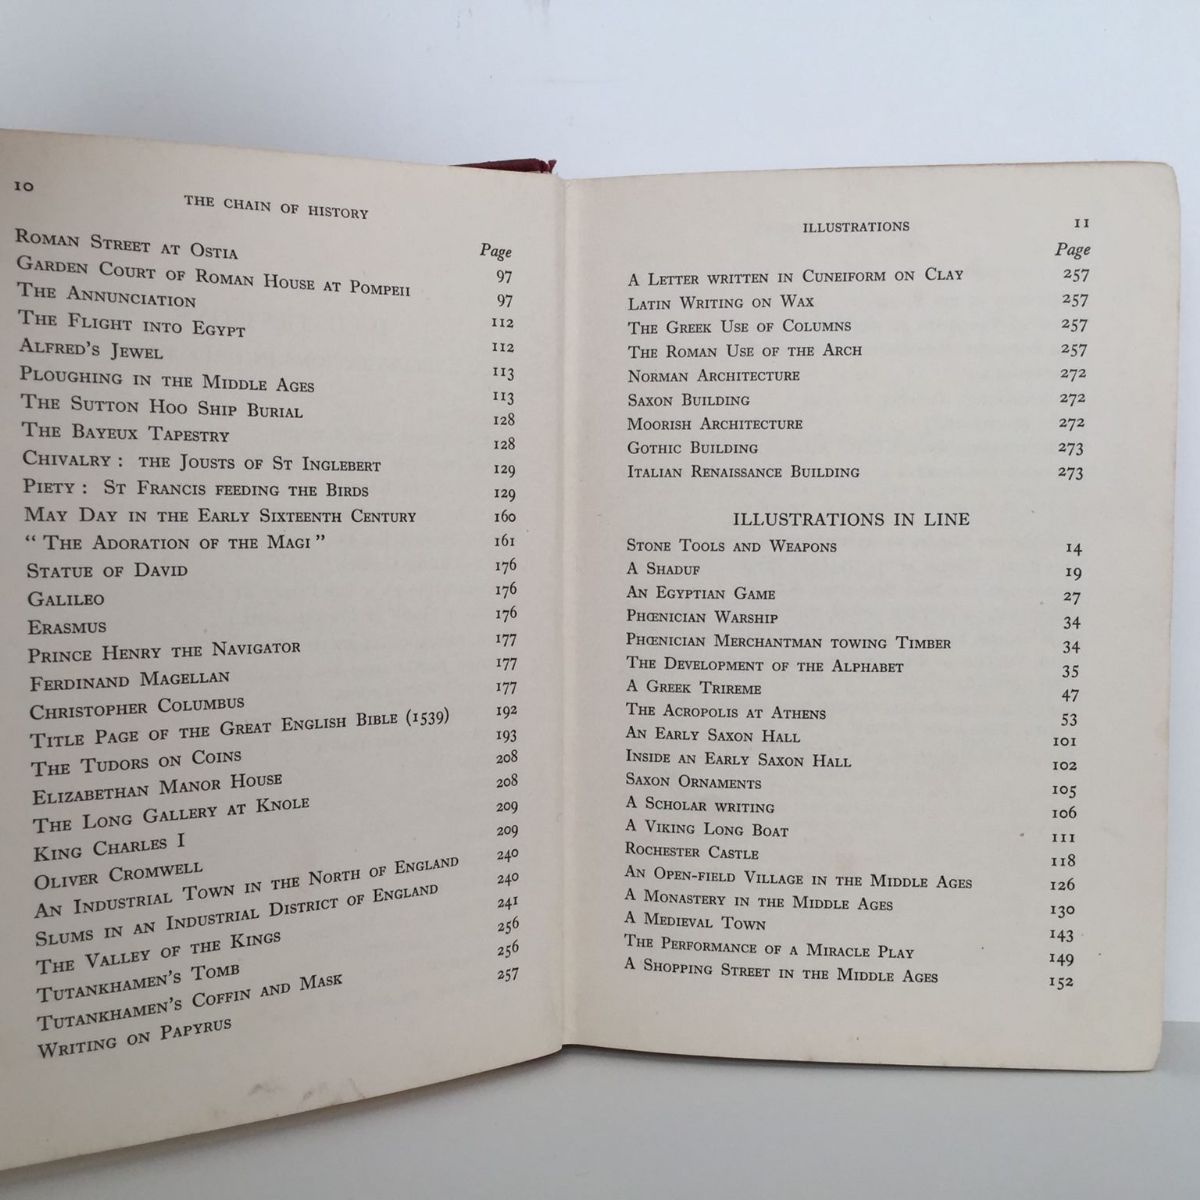 10
THE CHAIN OF HISTORY
Page
Roman Street at Ostia 97
Garden Court of Roman House at Pompeii 97
The Annunciation 112
The Flight into Egypt 112
Alfred's Jewel 113
Ploughing in the Middle Ages 113
The Sutton Hoo Ship Burial 128
The Bayeux Tapestry 128
Chivalry : the Jousts of St Inglebert 129
Piety : St Francis feeding the Birds 129
May Day in the Early Sixteenth Century 160
" The Adoration of the Magi " 161
Statue of David 176
Galileo 176
Erasmus 176
Prince Henry the Navigator 177
Ferdinand Magellan 177
Christopher Columbus 177
Title Page of the Great English Bible (1539) 192
The Tudors on Coins 193
Elizabethan Manor House 208
The Long Gallery at Knole 208
King Charles I 209
Oliver Cromwell 209
An Industrial Town in the North of England 240
Slums in an Industrial District of England 240
The Valley of the Kings 241
Tutankhamen's Tomb 256
Tutankhamen's Coffin and Mask 256
Writing on Papyrus 257
ILLUSTRATIONS 11
Page
A Letter written in Cuneiform on Clay 257
Latin Writing on Wax 257
The Greek Use of Columns 257
The Roman Use of the Arch 257
Norman Architecture 272
Saxon Building 272
Moorish Architecture 272
Gothic Building 273
Italian Renaissance Building 273
ILLUSTRATIONS IN LINE
Stone Tools and Weapons 14
A Shaduf 19
An Egyptian Game 27
Phœnician Warship 34
Phœnician Merchantman towing Timber 34
The Development of the Alphabet 35
A Greek Trireme 47
The Acropolis at Athens 53
An Early Saxon Hall 101
Inside an Early Saxon Hall 102
Saxon Ornaments 105
A Scholar writing 106
A Viking Long Boat 111
Rochester Castle 118
An Open-field Village in the Middle Ages 126
A Monastery in the Middle Ages 130
A Medieval Town 143
The Performance of a Miracle Play 149
A Shopping Street in the Middle Ages 152